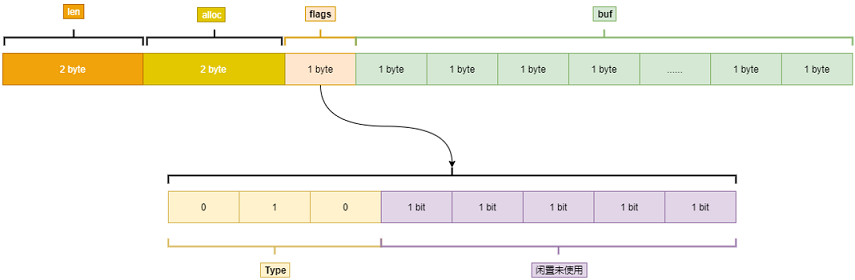 len alloc flags buf
2 byte 2 byte 1 byte 1 byte 1 byte 1 byte 1 byte ...... 1 byte 1 byte
0 1 0 1 bit 1 bit 1 bit 1 bit 1 bit
Type 闲置未使用